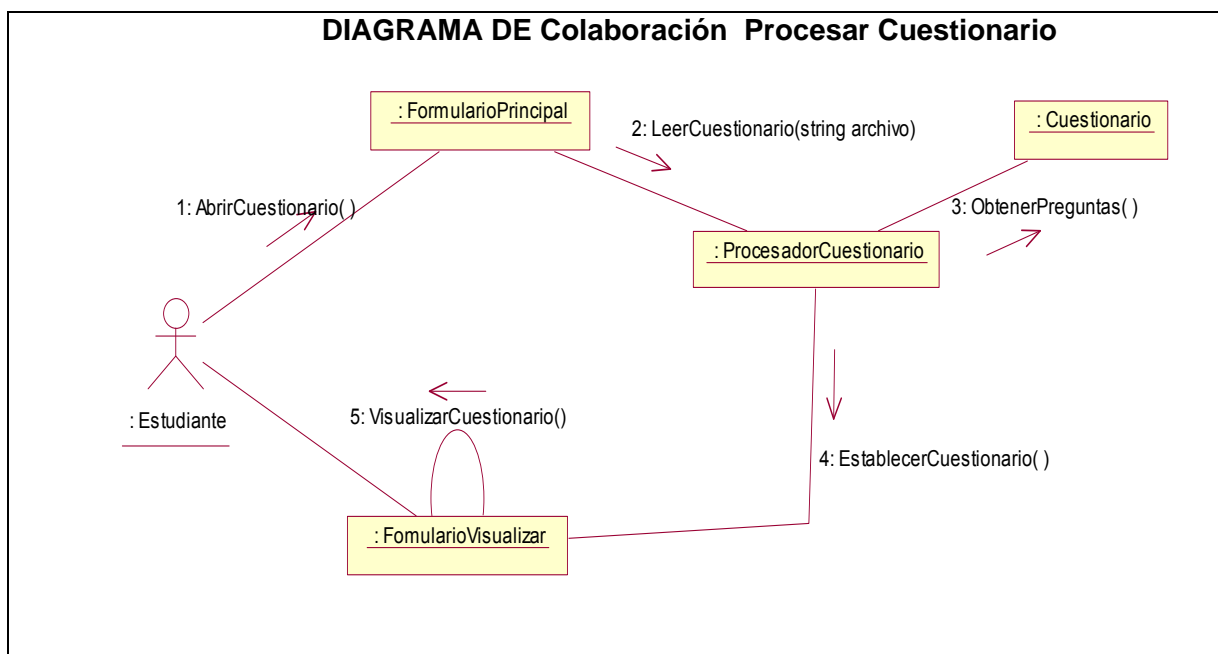 DIAGRAMA DE Colaboración Procesar Cuestionario
: FormularioPrincipal
2: LeerCuestionario(string archivo)
: Cuestionario
1: AbrirCuestionario( )
3: ObtenerPreguntas( )
: ProcesadorCuestionario
: Estudiante
5: VisualizarCuestionario()
4: EstablecerCuestionario( )
: FomularioVisualizar